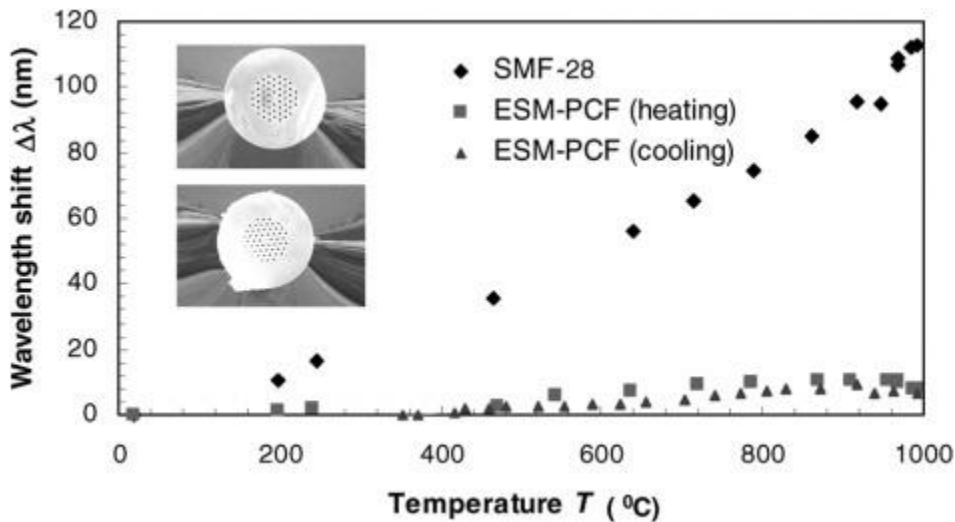 Wavelength shift Δλ (nm)
120
100
80
60
40
20
0
SMF-28
ESM-PCF (heating)
ESM-PCF (cooling)
0 200 400 600 800 1000
Temperature T ( ⁰C)